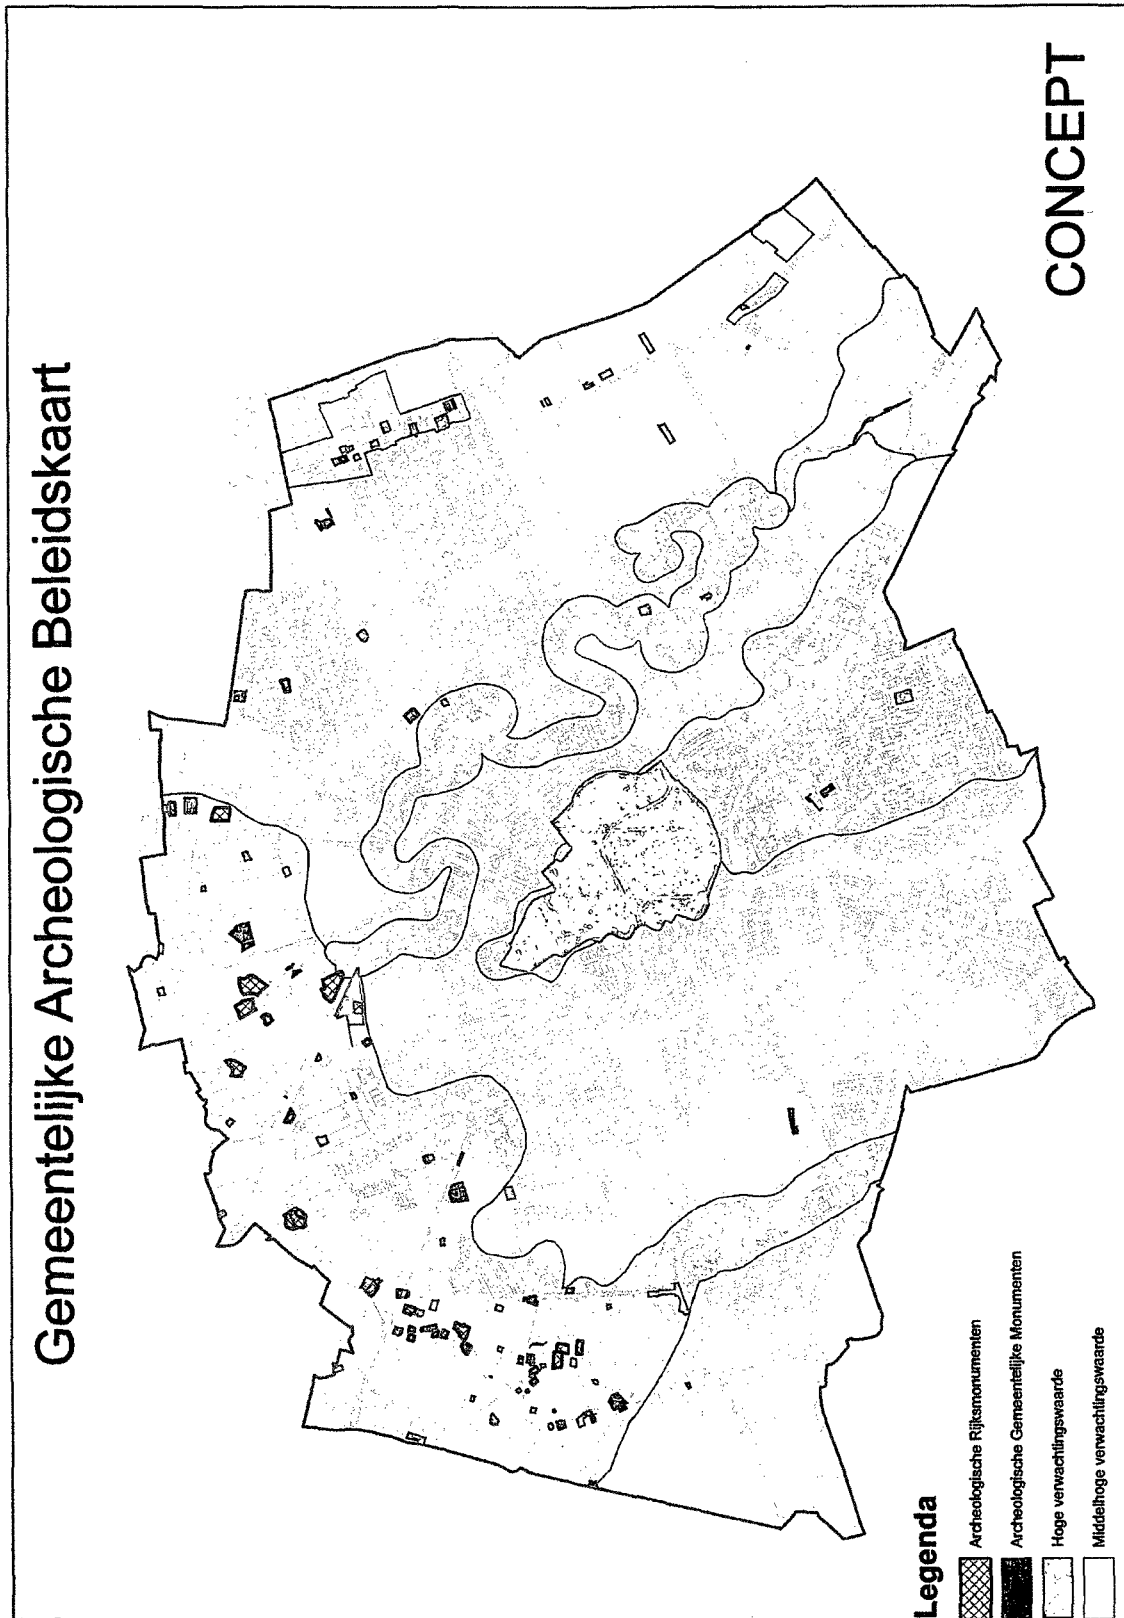 Gemeentelijke Archeologische Beleidskaart
CONCEPT
Legenda
Archeologische Rijksmonumenten
Archeologische Gemeentelijke Monumenten
Hoge verwachtingswaarde
Middelhoge verwachtingswaarde